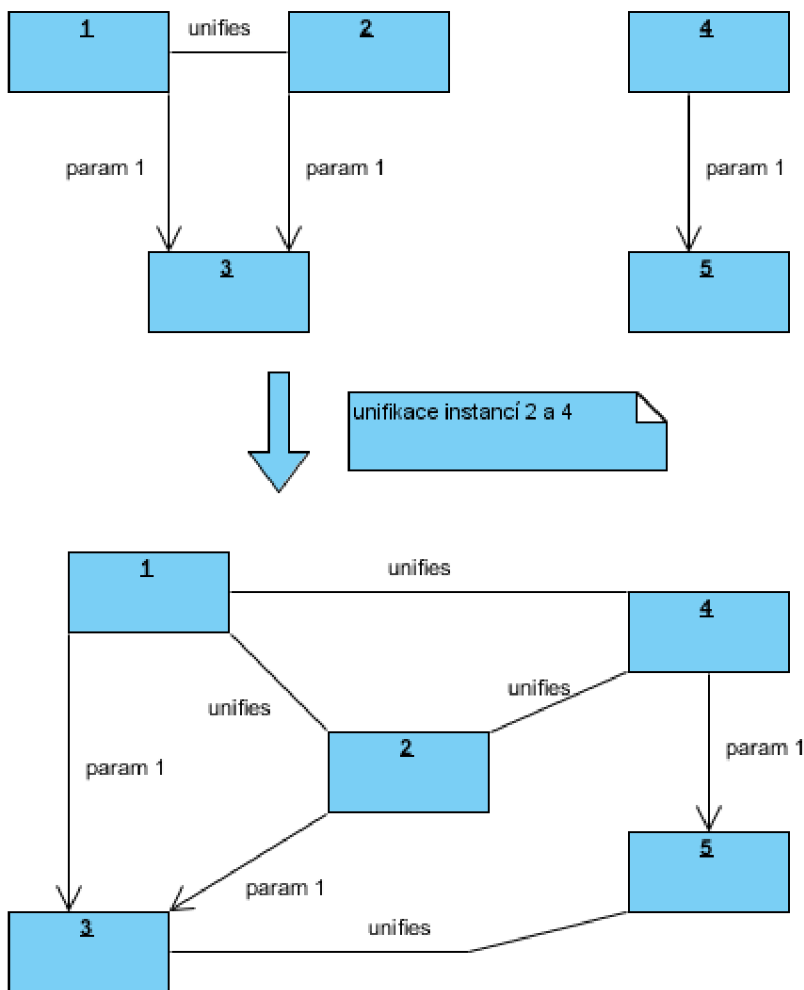 1
unifies
2
4
param 1
param 1
param 1
3
5
unifikace instancí 2 a 4
1
unifies
4
unifies
unifies
2
param 1
param 1
5
param 1
3
unifies